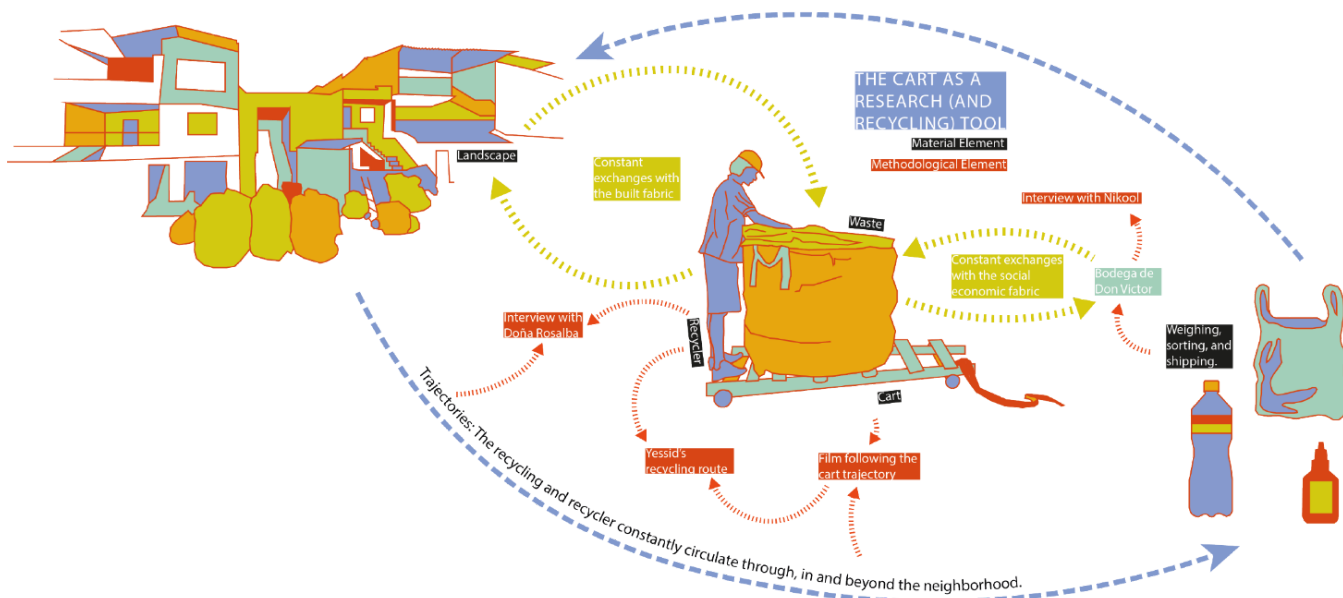 THE CART AS A
RESEARCH (AND
RECYCLING) TOOL
Material Element
Methodological Element
Landscape
Constant
exchanges with
the built fabric
Waste
Interview with Nikool
Constant exchanges
with the social
economic fabric
Bodega de
Don Victor
M
Interview with
Doña Rosalba
Recycler
Weighing,
sorting, and
shipping.
Cart
Yessid's
recycling route
Film following the
cart trajectory
Trajectories: The recycling and recycler constantly circulate through, in and beyond the neighborhood.